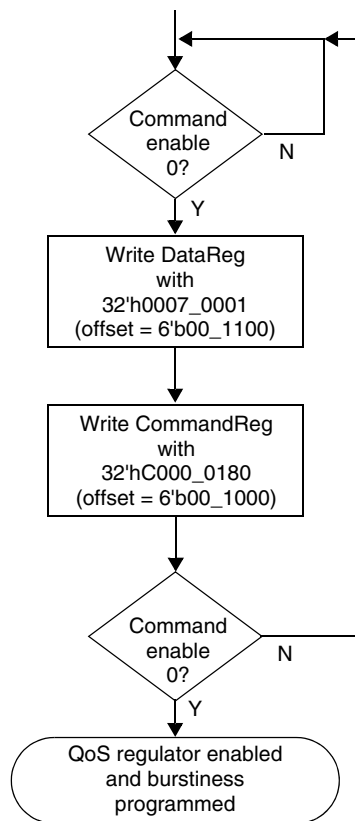 Command
enable
0?
N
Y
Write DataReg
with
32'h0007_0001
(offset = 6'b00_1100)
Write CommandReg
with
32'hC000_0180
(offset = 6'b00_1000)
Command
enable
0?
N
Y
QoS regulator enabled
and burstiness
programmed